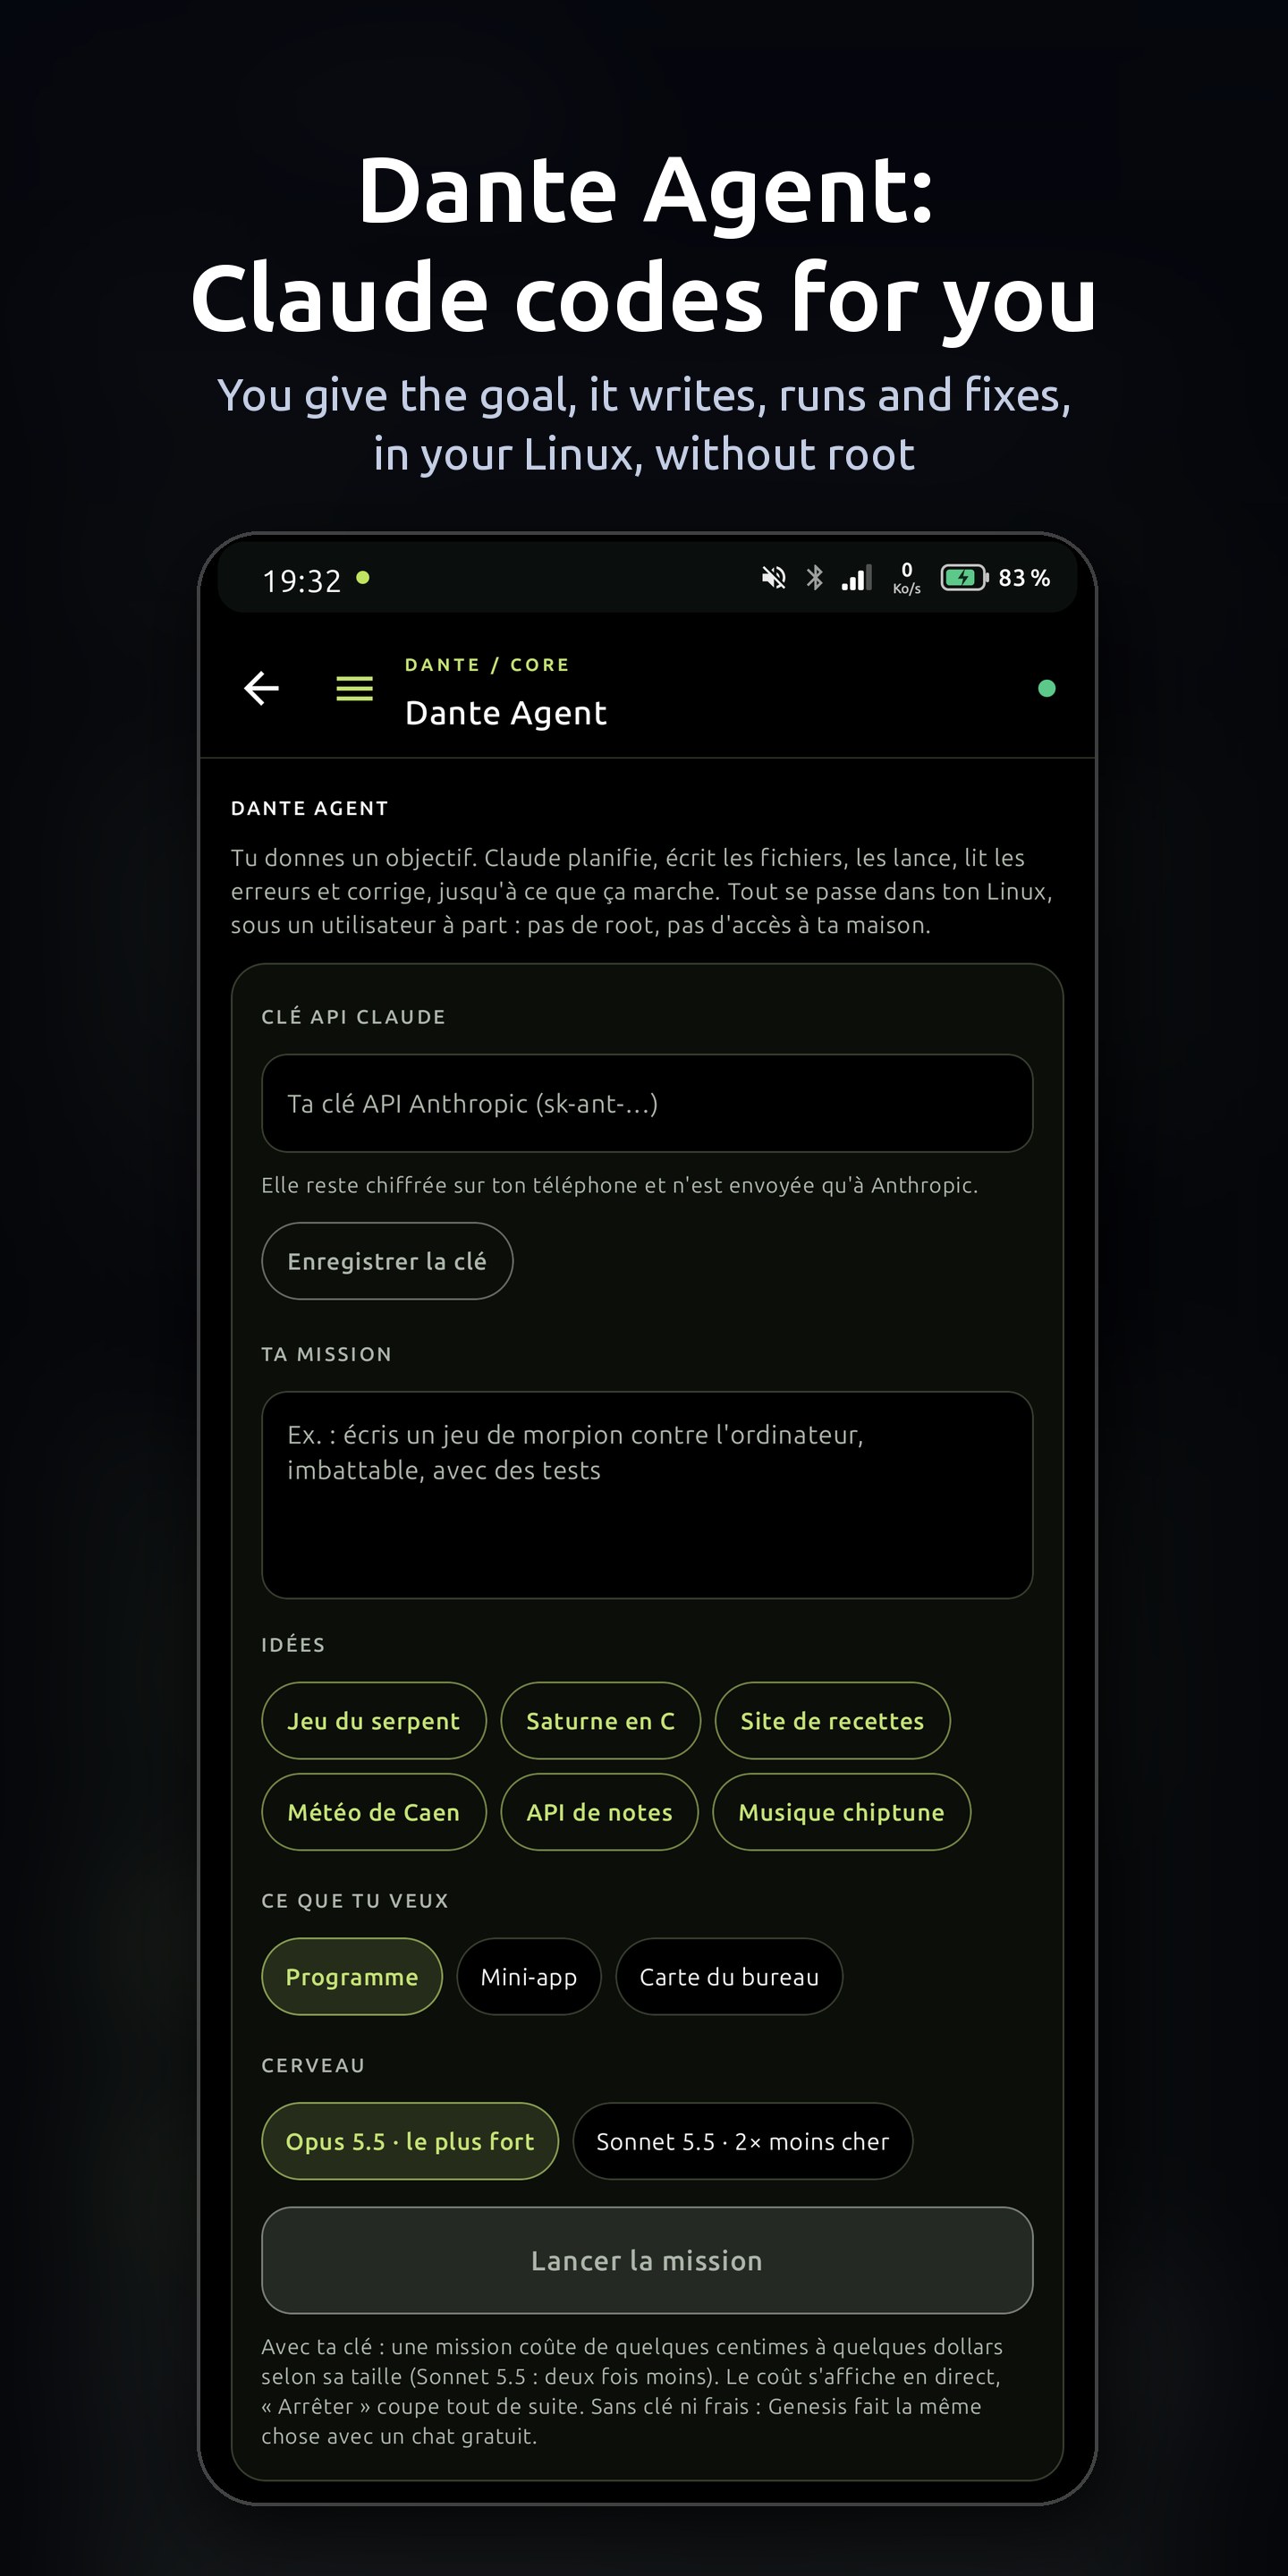 Dante Agent:
Claude codes for you
You give the goal, it writes, runs and fixes,
in your Linux, without root
19:32
0
Ko/s
83 %
DANTE / CORE
Dante Agent
DANTE AGENT
Tu donnes un objectif. Claude planifie, écrit les fichiers, les lance, lit les
erreurs et corrige, jusqu'à ce que ça marche. Tout se passe dans ton Linux,
sous un utilisateur à part : pas de root, pas d'accès à ta maison.
CLÉ API CLAUDE
Ta clé API Anthropic (sk-ant-...)
Elle reste chiffrée sur ton téléphone et n'est envoyée qu'à Anthropic.
Enregistrer la clé
TA MISSION
Ex. : écris un jeu de morpion contre l'ordinateur,
imbattable, avec des tests
IDÉES
Jeu du serpent Saturne en C Site de recettes
Météo de Caen API de notes Musique chiptune
CE QUE TU VEUX
Programme Mini-app Carte du bureau
CERVEAU
Opus 5.5 · le plus fort Sonnet 5.5 · 2× moins cher
Lancer la mission
Avec ta clé : une mission coûte de quelques centimes à quelques dollars
selon sa taille (Sonnet 5.5 : deux fois moins). Le coût s'affiche en direct,
« Arrêter » coupe tout de suite. Sans clé ni frais : Genesis fait la même
chose avec un chat gratuit.